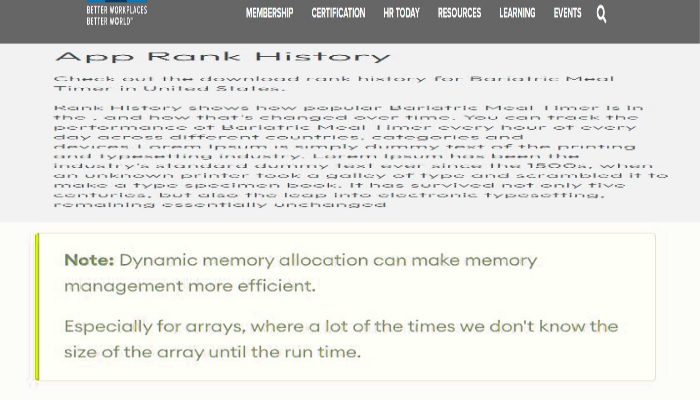 BETTER WORKPLACES
BETTER WORLD™
MEMBERSHIP CERTIFICATION HR TODAY RESOURCES LEARNING EVENTS
App Rank History
Check out the download rank history for Bariatric Meal
Timer in United States.
Rank History shows how popular Bariatric Meal Timer is in
the , and how that's changed over time. You can track the
performance of Bariatric Meal Timer every hour of every
day across different countries, categories and
devices.Lorem Ipsum is simply dummy text of the printing
and typesetting industry. Lorem Ipsum has been the
industry's standard dummy text ever since the 1500s, when
an unknown printer took a galley of type and scrambled it to
make a type specimen book. It has survived not only five
centuries, but also the leap into electronic typesetting,
remaining essentially unchanged
Note: Dynamic memory allocation can make memory
management more efficient.
Especially for arrays, where a lot of the times we don't know the
size of the array until the run time.